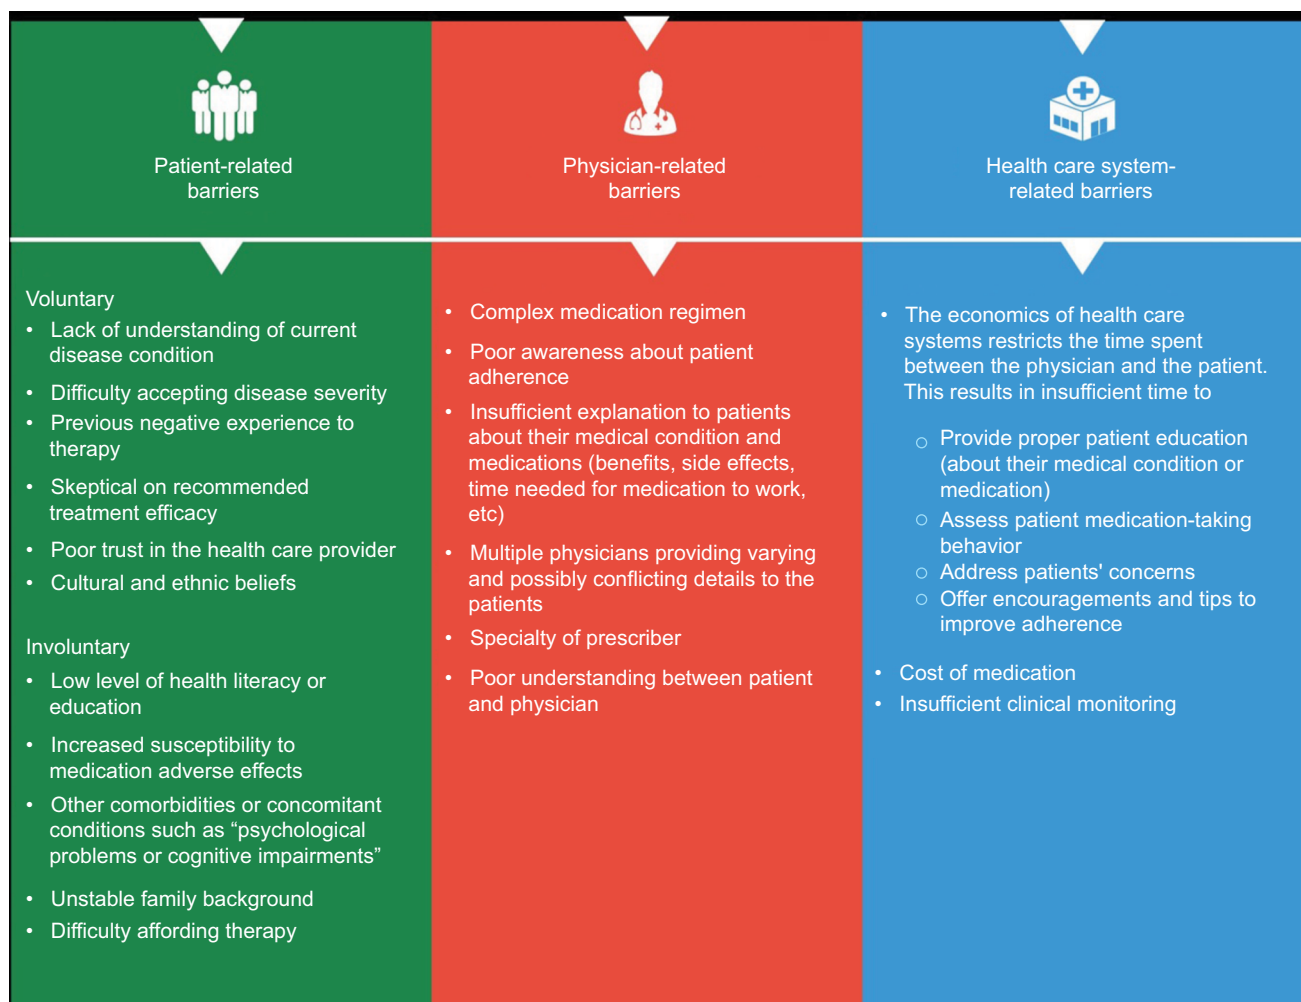 Patient-related
barriers
Physician-related
barriers
Health care system-
related barriers
Voluntary
• Lack of understanding of current
disease condition
• Difficulty accepting disease severity
• Previous negative experience to
therapy
• Skeptical on recommended
treatment efficacy
• Poor trust in the health care provider
• Cultural and ethnic beliefs
Involuntary
• Low level of health literacy or
education
• Increased susceptibility to
medication adverse effects
• Other comorbidities or concomitant
conditions such as “psychological
problems or cognitive impairments”
• Unstable family background
• Difficulty affording therapy
• Complex medication regimen
• Poor awareness about patient
adherence
• Insufficient explanation to patients
about their medical condition and
medications (benefits, side effects,
time needed for medication to work,
etc)
• Multiple physicians providing varying
and possibly conflicting details to the
patients
• Specialty of prescriber
• Poor understanding between patient
and physician
• The economics of health care
systems restricts the time spent
between the physician and the patient.
This results in insufficient time to
○ Provide proper patient education
(about their medical condition or
medication)
○ Assess patient medication-taking
behavior
○ Address patients' concerns
○ Offer encouragements and tips to
improve adherence
• Cost of medication
• Insufficient clinical monitoring